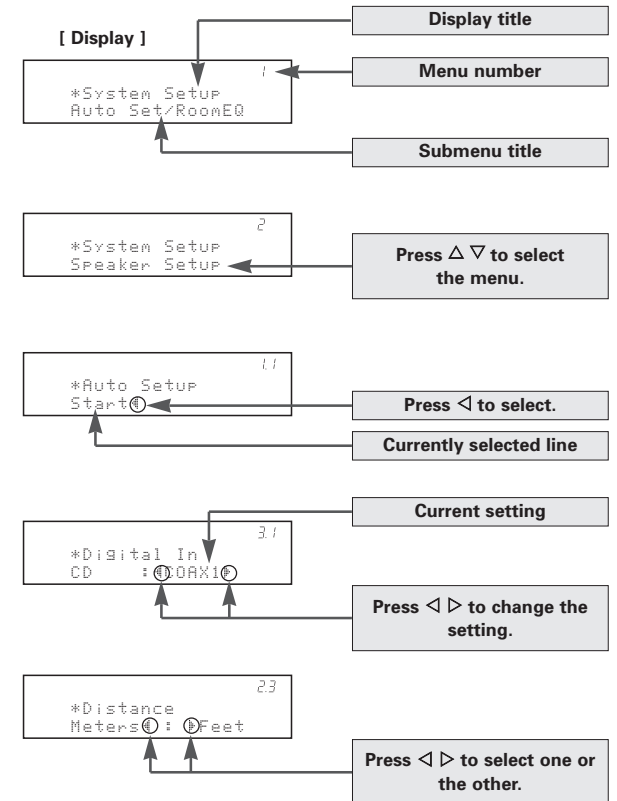 [ Display ]
Display title
Menu number
1
*System Setup
Auto Set/RoomEQ
Submenu title
2
*System Setup
Speaker Setup
Press △ ▽ to select
the menu.
1.1
*Auto Setup
Start◁
Press ◁ to select.
Currently selected line
Current setting
3.1
*Digital In
CD : ◁COAX1▷
Press ◁ ▷ to change the
setting.
2.3
*Distance
Meters◁ : ▷Feet
Press ◁ ▷ to select one or
the other.